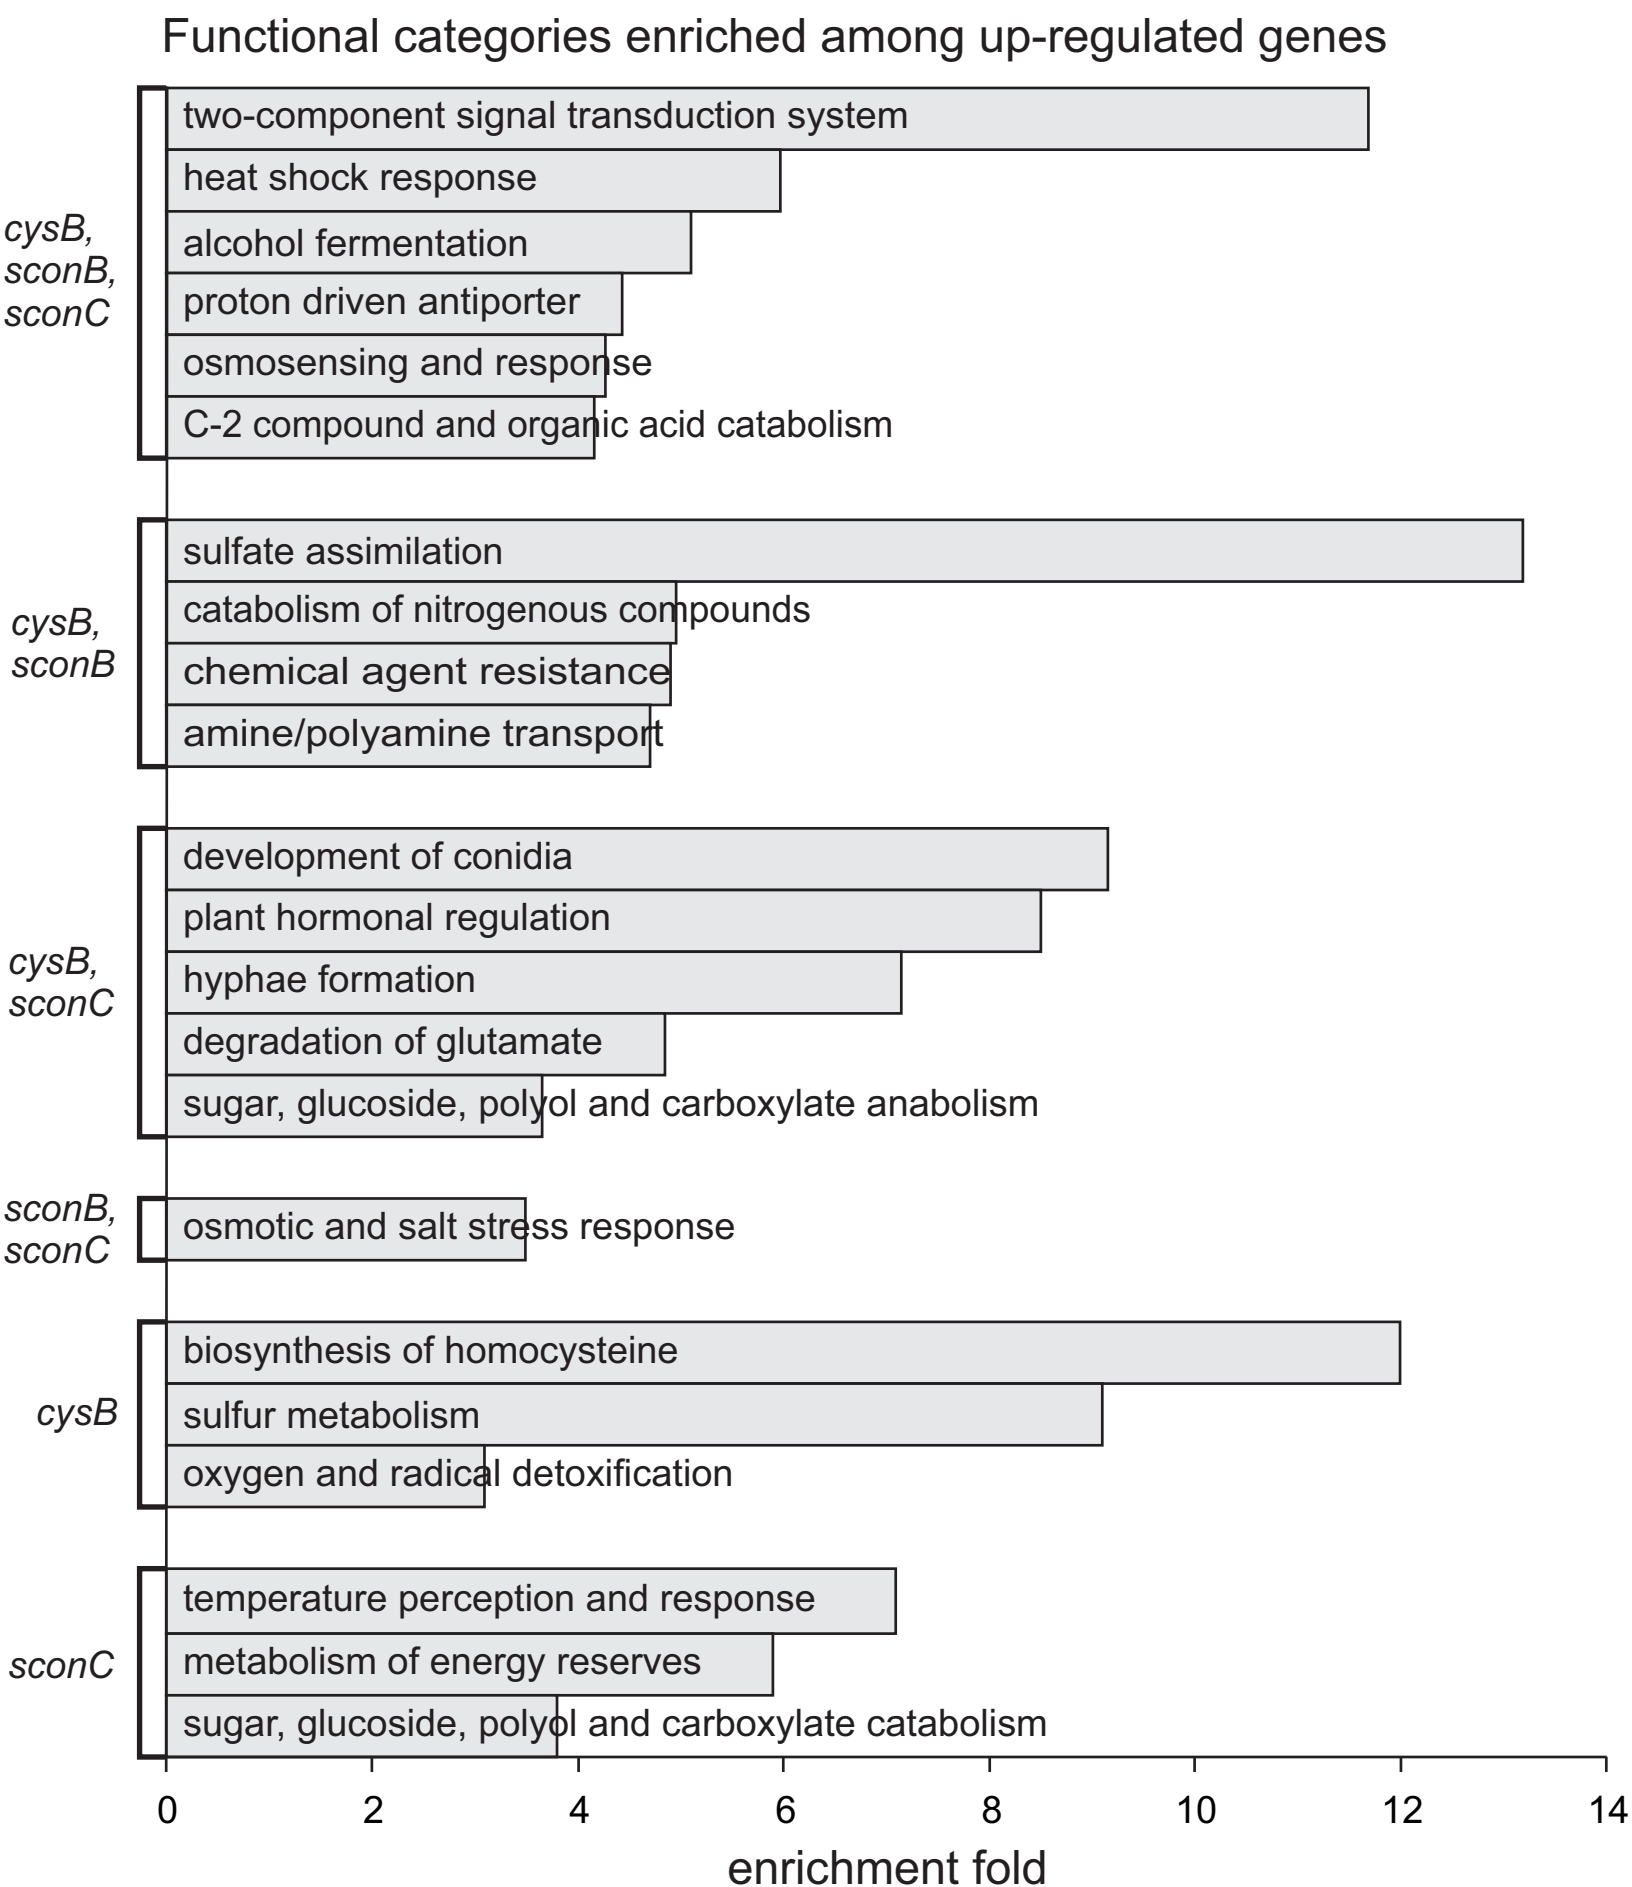 Functional categories enriched among up-regulated genes
cysB,
sconB,
sconC
two-component signal transduction system
heat shock response
alcohol fermentation
proton driven antiporter
osmosensing and response
C-2 compound and organic acid catabolism
cysB,
sconB
sulfate assimilation
catabolism of nitrogenous compounds
chemical agent resistance
amine/polyamine transport
cysB,
sconC
development of conidia
plant hormonal regulation
hyphae formation
degradation of glutamate
sugar, glucoside, polyol and carboxylate anabolism
sconB,
sconC
osmotic and salt stress response
cysB
biosynthesis of homocysteine
sulfur metabolism
oxygen and radical detoxification
sconC
temperature perception and response
metabolism of energy reserves
sugar, glucoside, polyol and carboxylate catabolism
0 2 4 6 8 10 12 14
enrichment fold